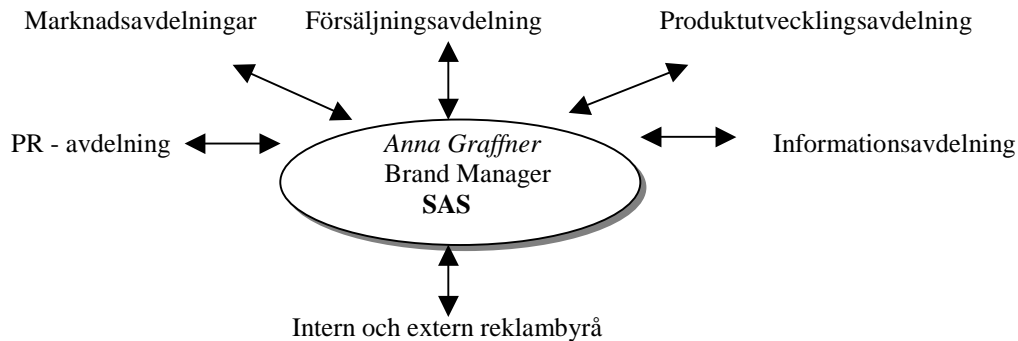 Marknadsavdelningar
Försäljningsavdelning
Produktutvecklingsavdelning
PR - avdelning
Anna Graffner
Brand Manager
SAS
Informationsavdelning
Intern och extern reklambyrå